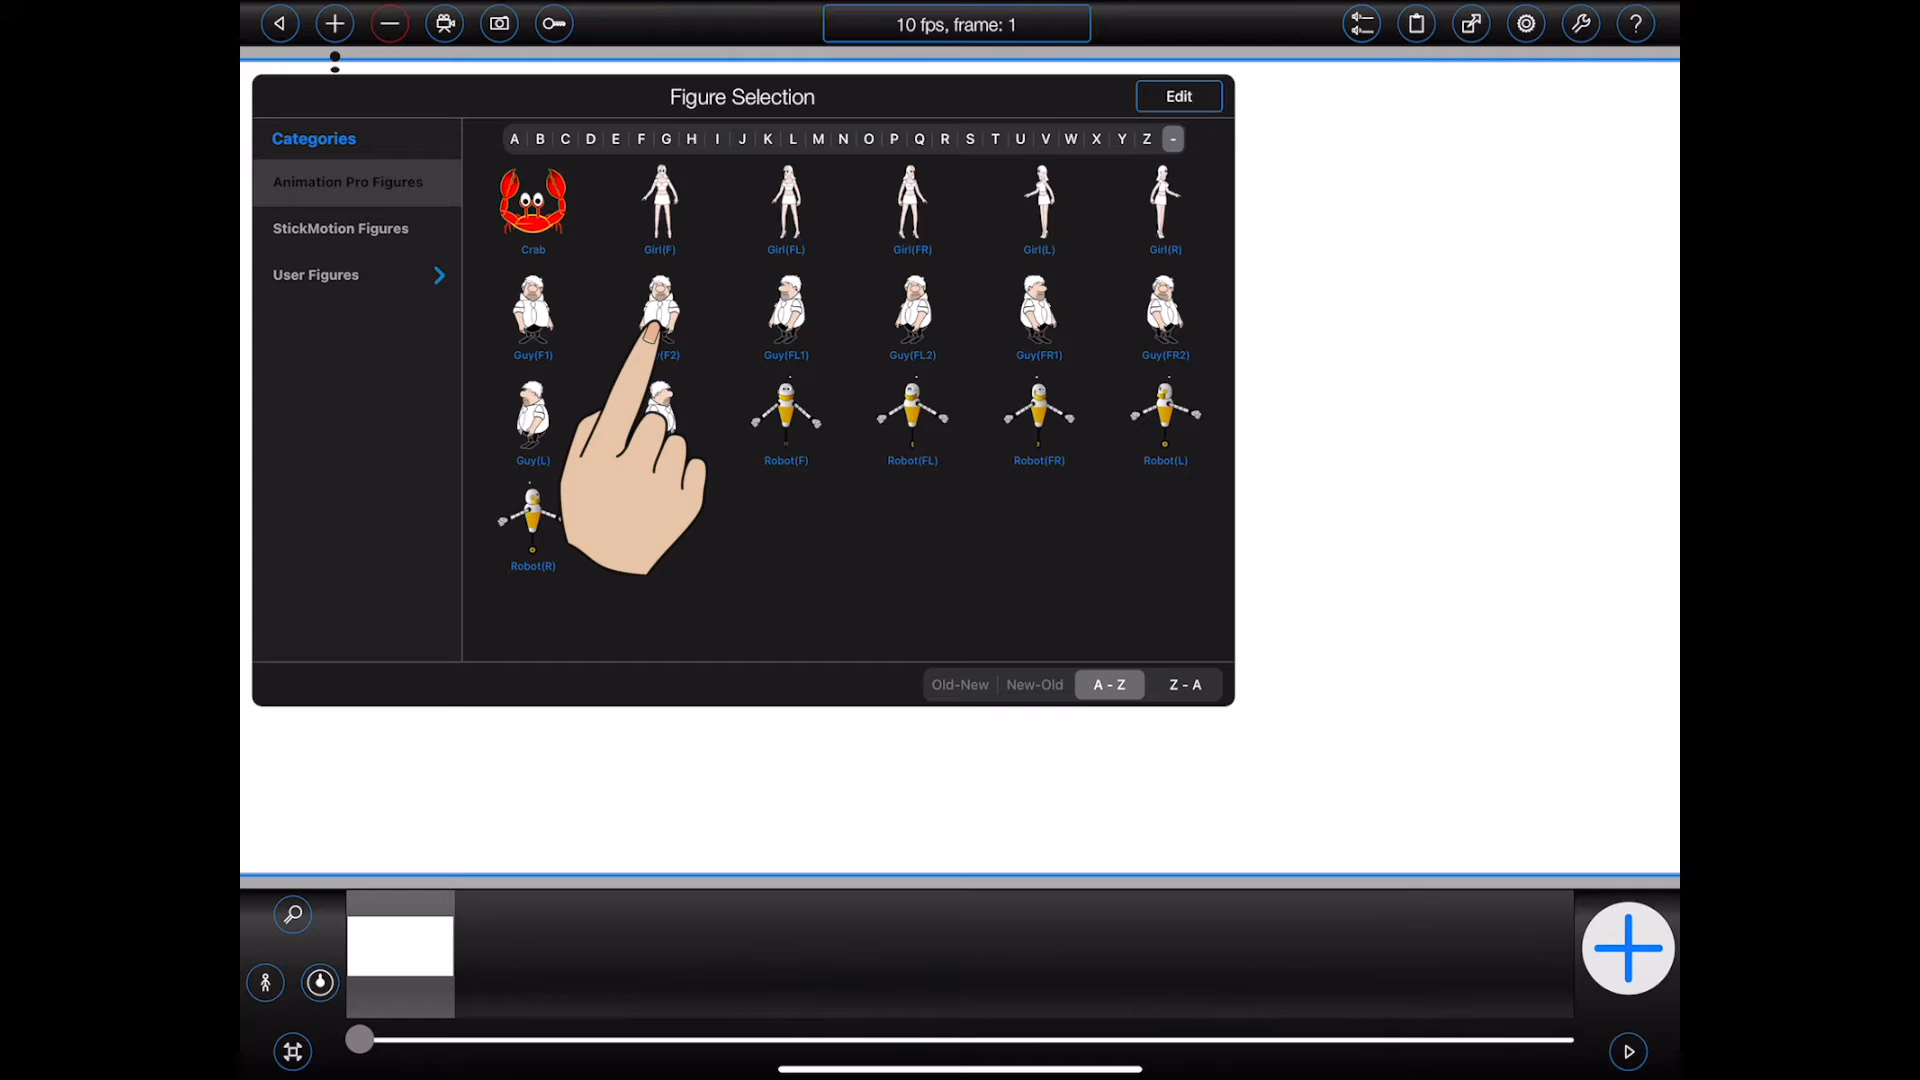 10 fps, frame: 1
?
Figure Selection
Edit
Categories
A B C D E F G H I J K L M N O P Q R S T U V W X Y Z -
Animation Pro Figures
StickMotion Figures
User Figures
Crab Girl(F) Girl(FL) Girl(FR) Girl(L) Girl(R)
Guy(F1) (F2) Guy(FL1) Guy(FL2) Guy(FR1) Guy(FR2)
Guy(L) Robot(F) Robot(FL) Robot(FR) Robot(L)
Robot(R)
Old-New New-Old A - Z Z - A